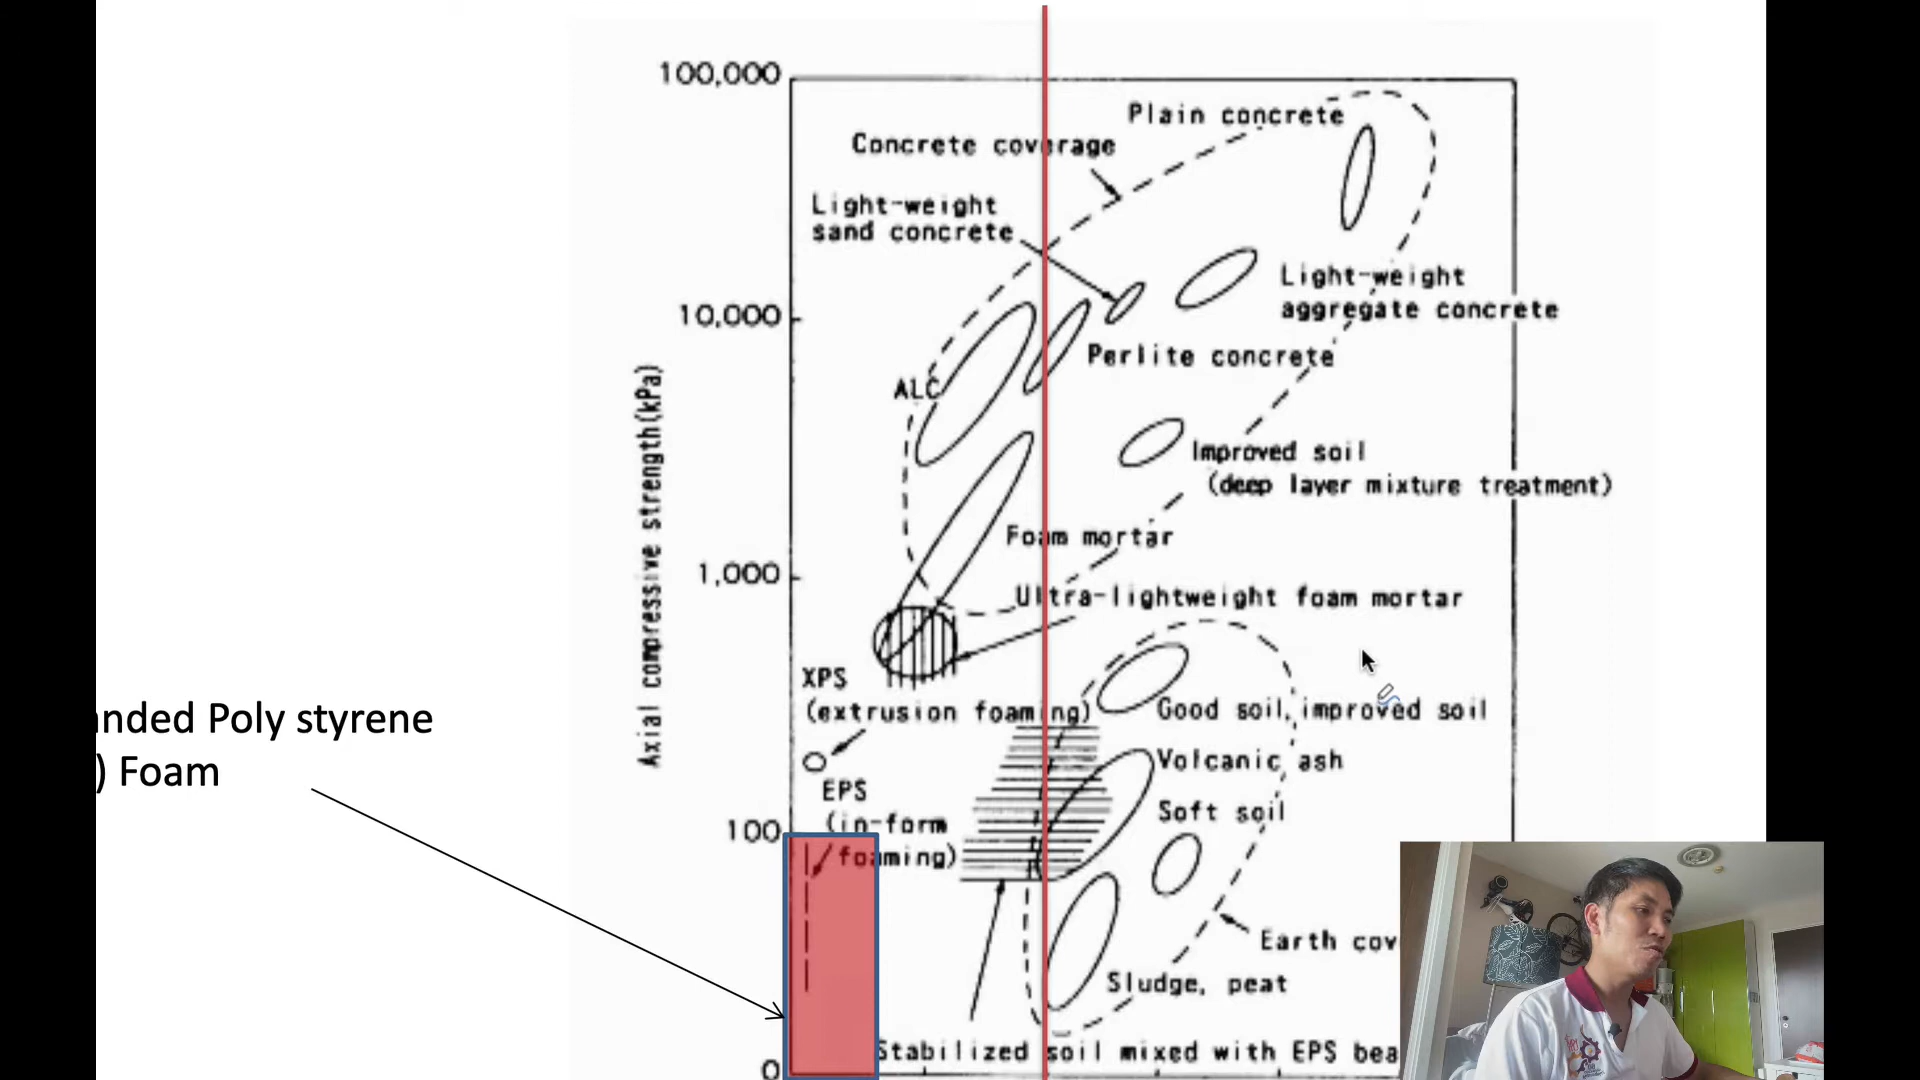 100,000
Plain concrete
Concrete coverage
Light-weight
sand concrete
Light-weight
aggregate concrete
10,000
Perlite concrete
ALC
Axial compressive strength(kPa)
Improved soil
(deep layer mixture treatment)
Foam mortar
1,000
Ultra-lightweight foam mortar
XPS
(extrusion foaming)
Good soil, improved soil
anded Poly styrene
) Foam
Volcanic ash
EPS
(in-form
foaming)
Soft soil
100
Earth cov
Sludge, peat
Stabilized soil mixed with EPS bea
0